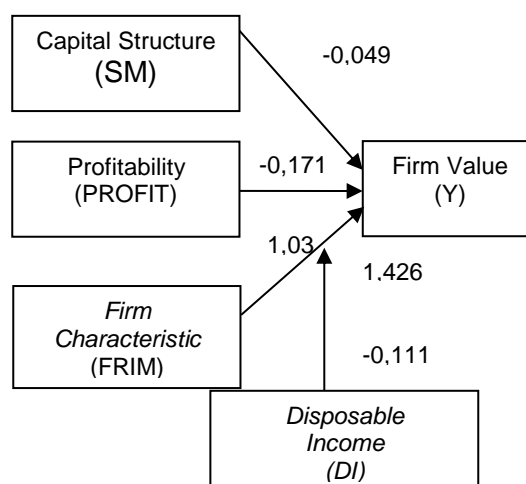 Capital Structure
(SM)
-0,049
Profitability
(PROFIT)
-0,171
Firm Value
(Y)
1,03
1,426
Firm
Characteristic
(FRIM)
-0,111
Disposable
Income
(DI)